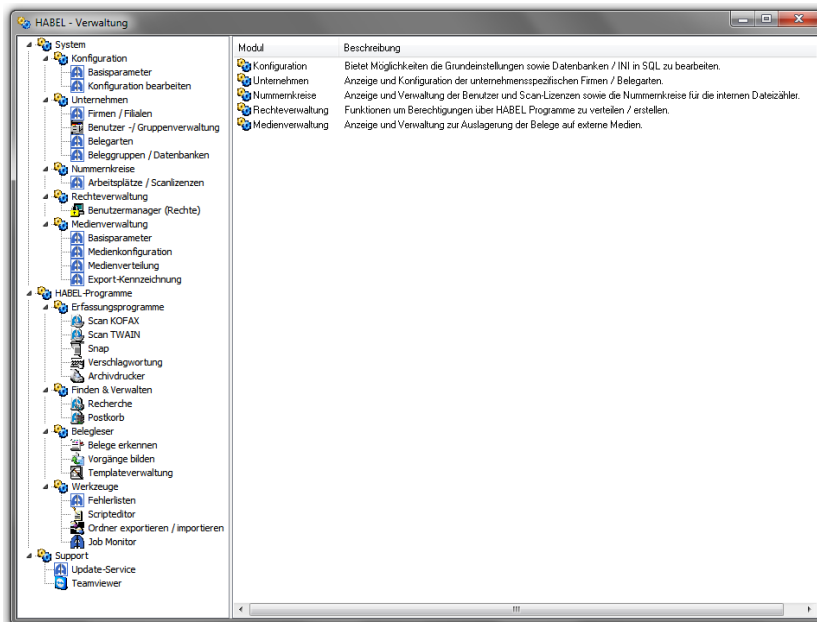 HABEL - Verwaltung
System
Konfiguration
Basisparameter
Konfiguration bearbeiten
Unternehmen
Firmen / Filialen
Benutzer -/ Gruppenverwaltung
Belegarten
Beleggruppen / Datenbanken
Nummernkreise
Arbeitsplätze / Scanlizenzen
Rechteverwaltung
Benutzermanager (Rechte)
Medienverwaltung
Basisparameter
Medienkonfiguration
Medienverteilung
Export-Kennzeichnung
HABEL-Programme
Erfassungsprogramme
Scan KOFAX
Scan TWAIN
Snap
Verschlagwortung
Archivdrucker
Finden & Verwalten
Recherche
Postkorb
Belegleser
Belege erkennen
Vorgänge bilden
Templateverwaltung
Werkzeuge
Fehlerlisten
Scripteditor
Ordner exportieren / importieren
Job Monitor
Support
Update-Service
Teamviewer
Modul Beschreibung
Konfiguration Bietet Möglichkeiten die Grundeinstellungen sowie Datenbanken / INI in SQL zu bearbeiten.
Unternehmen Anzeige und Konfiguration der unternehmensspezifischen Firmen / Belegarten.
Nummernkreise Anzeige und Verwaltung der Benutzer und Scan-Lizenzen sowie die Nummernkreise für die internen Dateizähler.
Rechteverwaltung Funktionen um Berechtigungen über HABEL Programme zu verteilen / erstellen.
Medienverwaltung Anzeige und Verwaltung zur Auslagerung der Belege auf externe Medien.